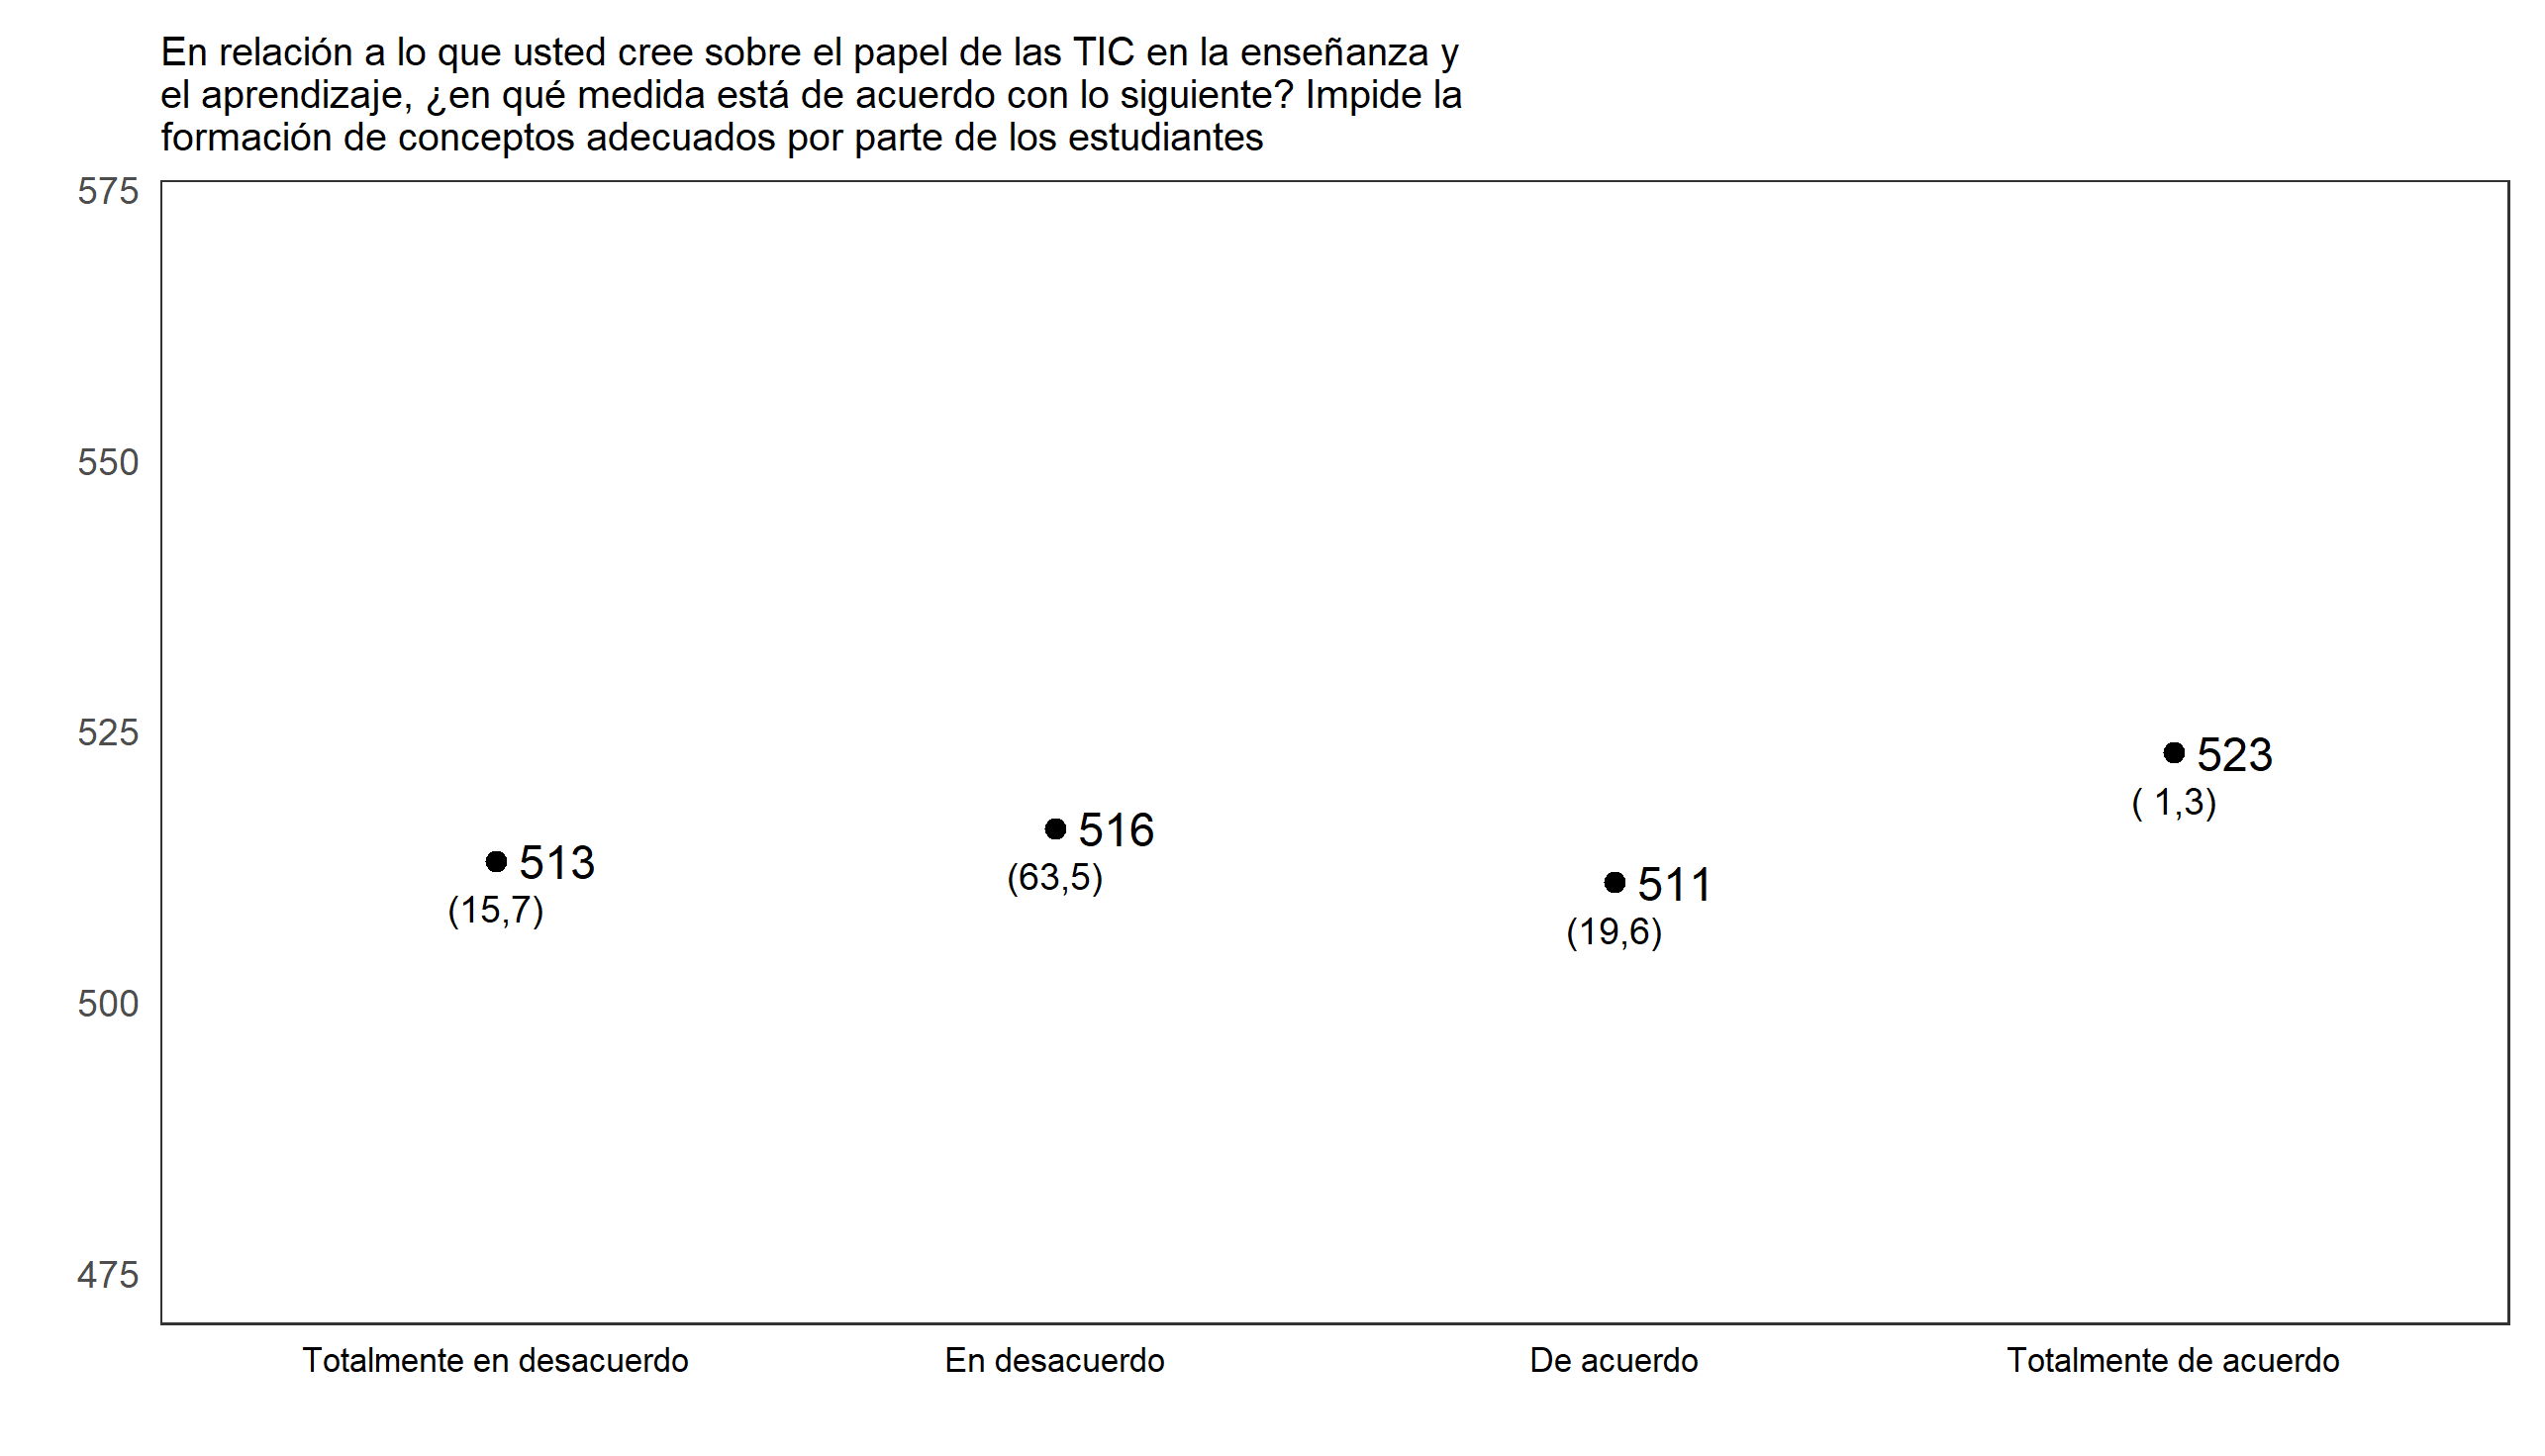 En relación a lo que usted cree sobre el papel de las TIC en la enseñanza y
el aprendizaje, ¿en qué medida está de acuerdo con lo siguiente? Impide la
formación de conceptos adecuados por parte de los estudiantes
575
550
525
500
475
513
(15,7)
516
(63,5)
511
(19,6)
523
( 1,3)
Totalmente en desacuerdo
En desacuerdo
De acuerdo
Totalmente de acuerdo